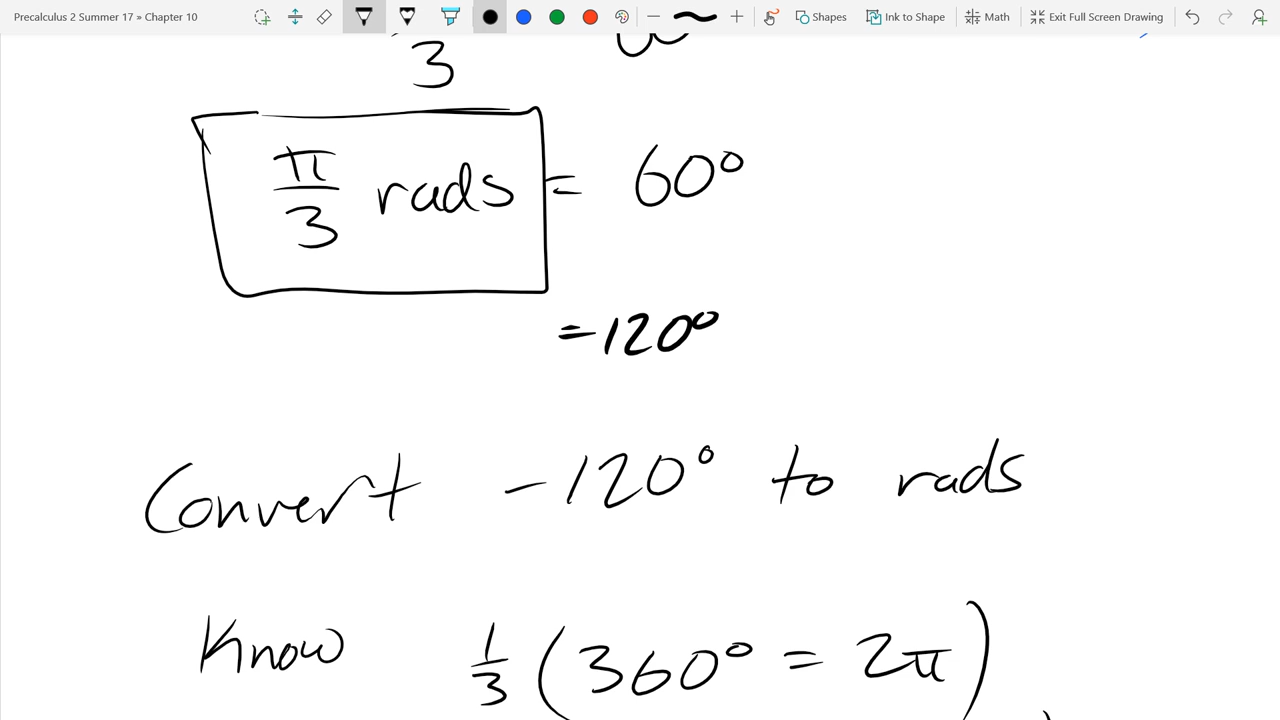 Precalculus 2 Summer 17 » Chapter 10 Shapes Ink to Shape Math Exit Full Screen Drawing
3
π/3 rads = 60°
=120°
Convert -120° to rads
Know 1/3 (360° = 2π)